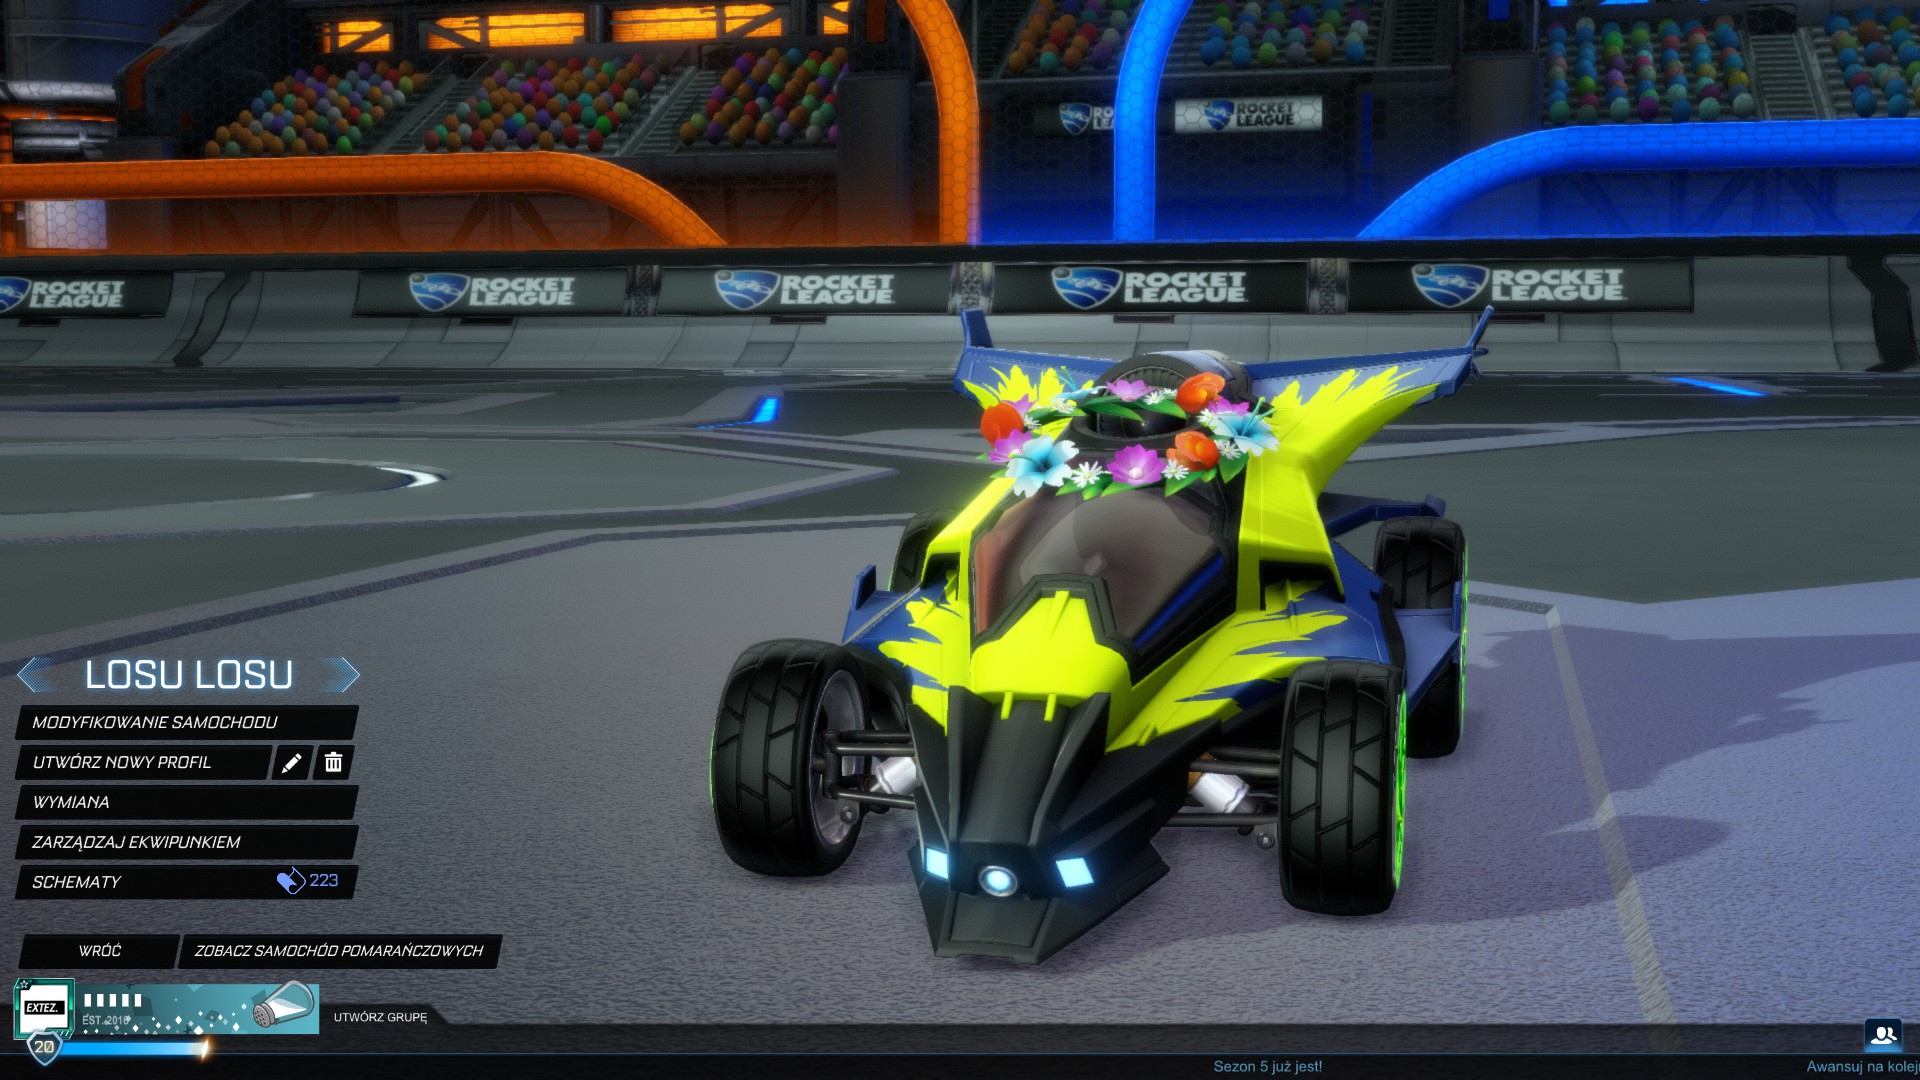 ROCKET
LEAGUE
ROCKET
LEAGUE
ROCKET
LEAGUE
ROCKET
LEAGUE
ROCKET
LEAGUE
ROCKET
LEAGUE
LOSU LOSU
MODYFIKOWANIE SAMOCHODU
UTWÓRZ NOWY PROFIL
WYMIANA
ZARZĄDZAJ EKWIPUNKIEM
SCHEMATY 223
WRÓĆ ZOBACZ SAMOCHÓD POMARAŃCZOWYCH
EXTEZ.
EST. 2016
UTWÓRZ GRUPĘ
20
Sezon 5 już jest! Awansuj na kolej